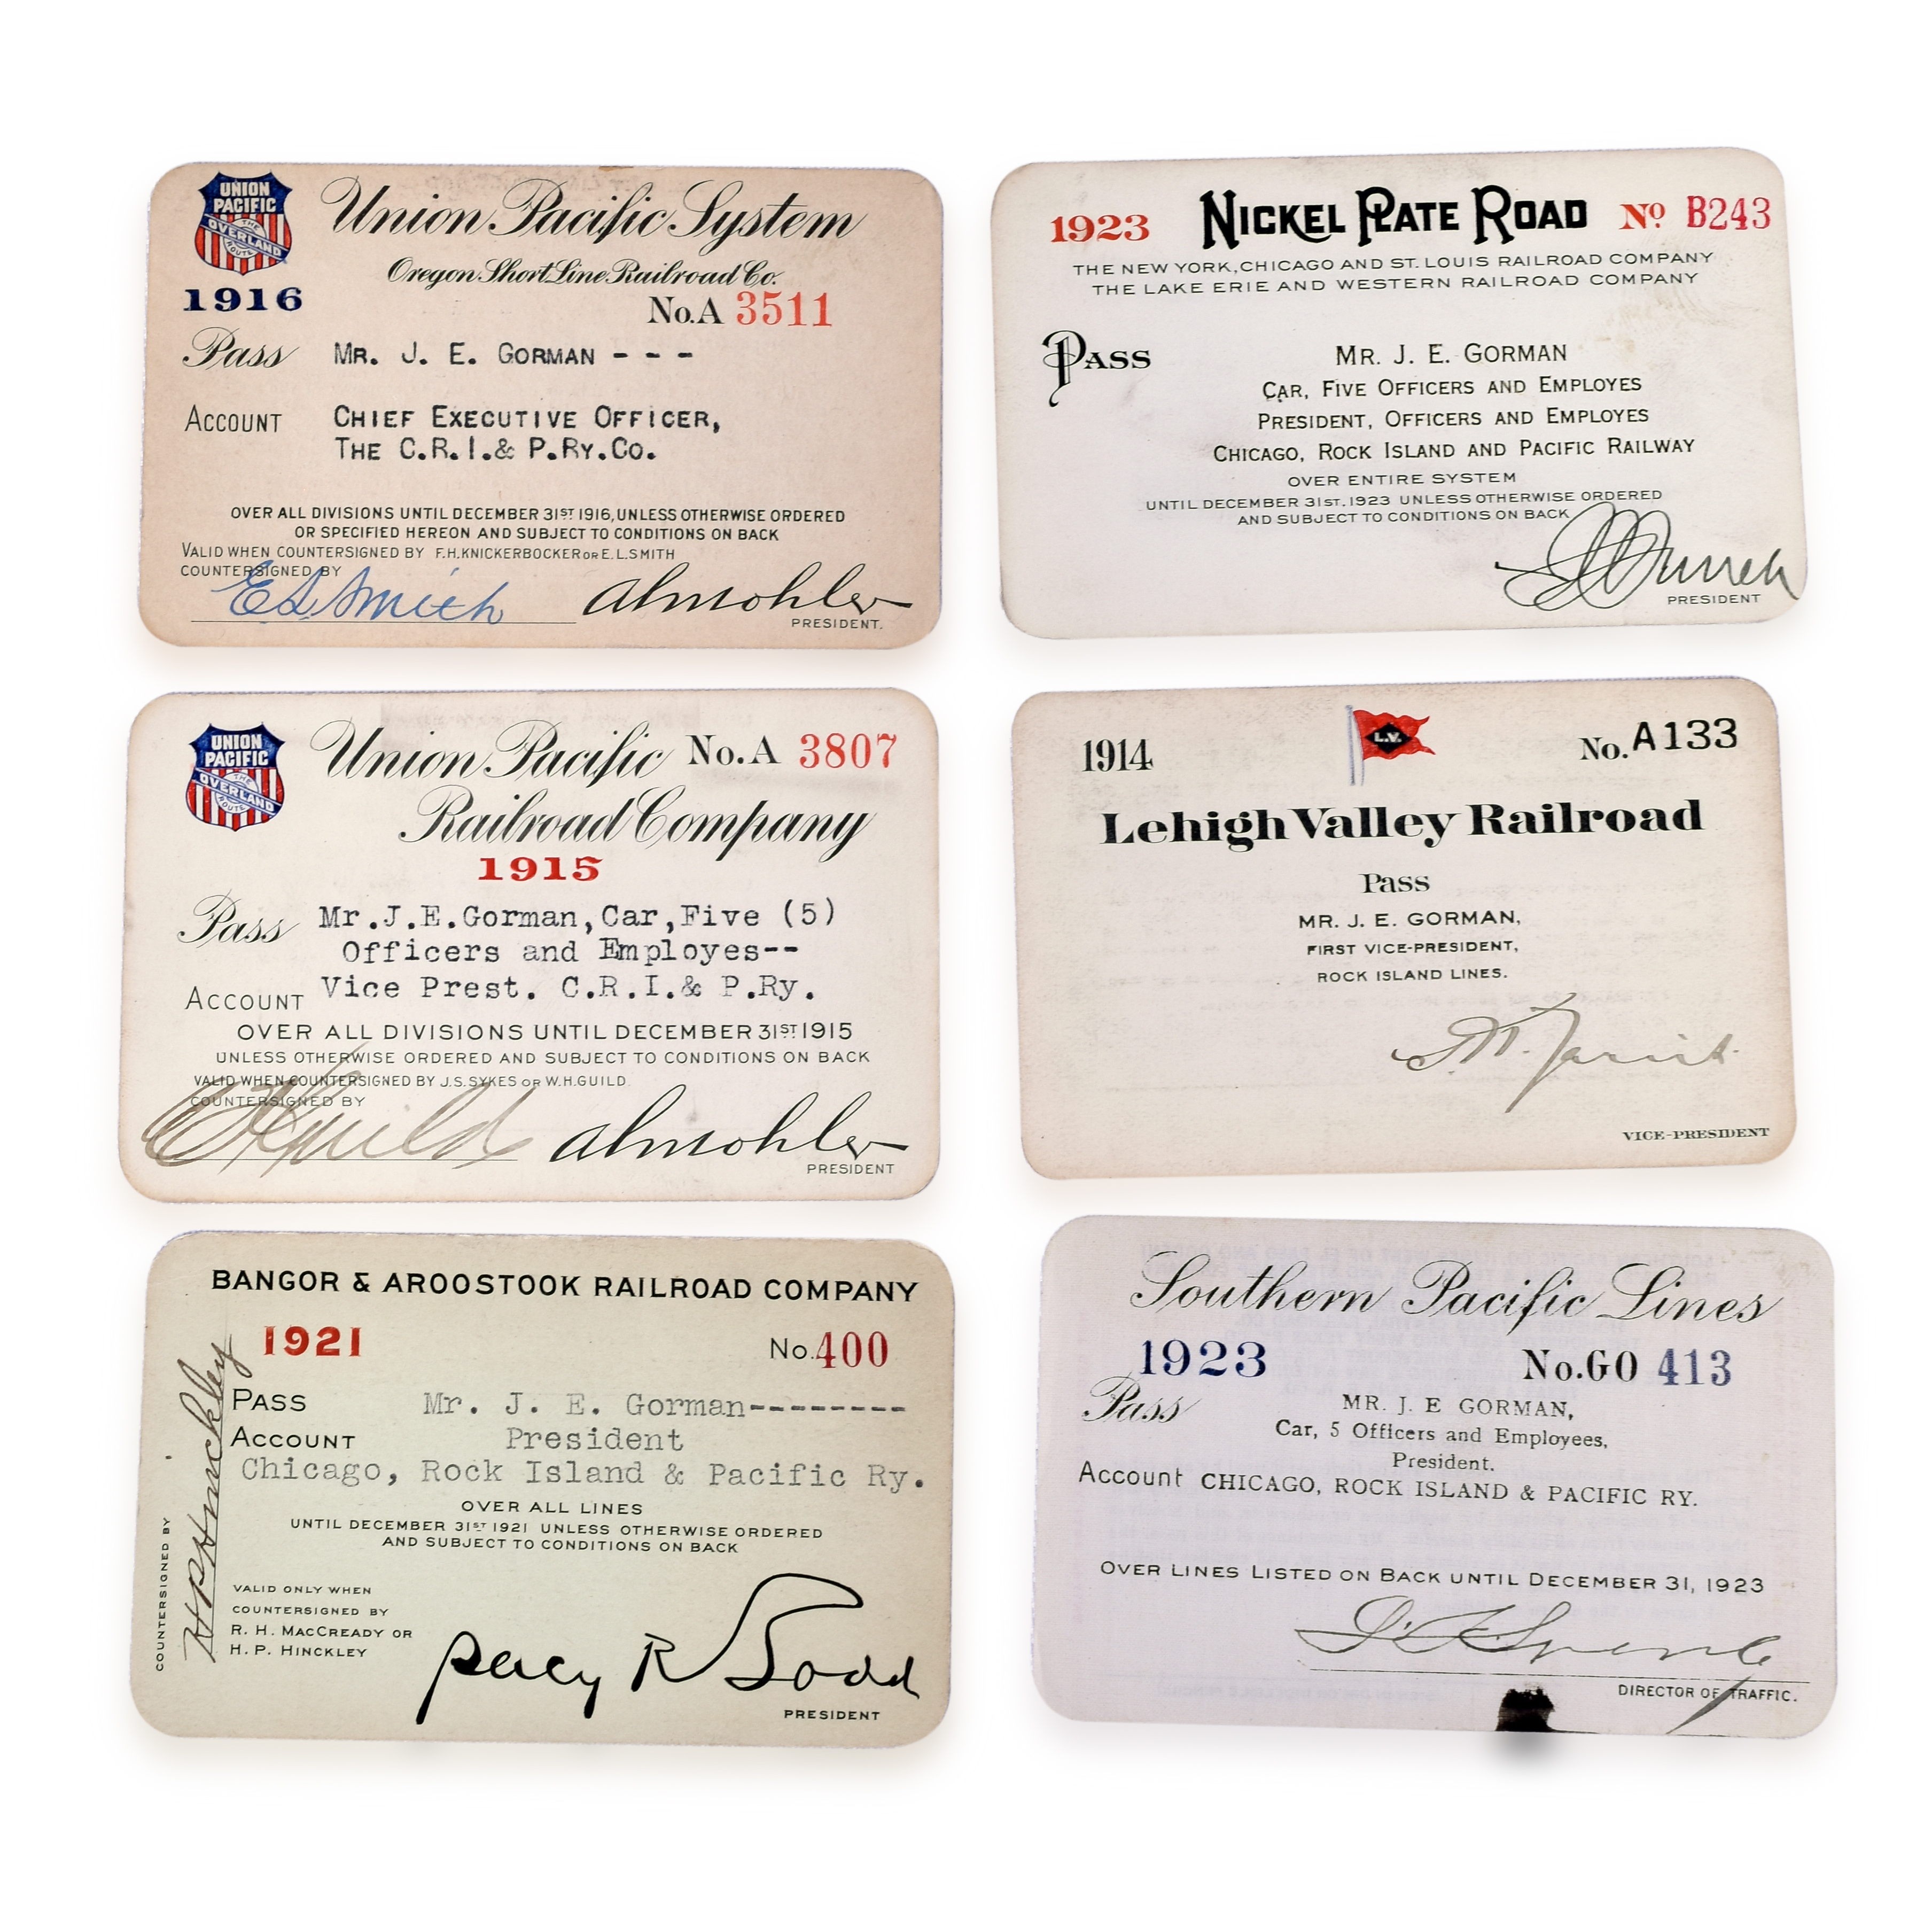 UNION
PACIFIC
THE
OVERLAND
ROUTE
Union Pacific System
Oregon Short Line Railroad Co.
1916
No. A 3511
Pass MR. J. E. GORMAN - - -
ACCOUNT CHIEF EXECUTIVE OFFICER,
THE C.R.I.& P.RY.CO.
OVER ALL DIVISIONS UNTIL DECEMBER 31ST 1916, UNLESS OTHERWISE ORDERED
OR SPECIFIED HEREON AND SUBJECT TO CONDITIONS ON BACK
VALID WHEN COUNTERSIGNED BY F.H.KNICKERBOCKER OR E.L.SMITH
COUNTERSIGNED BY
E L Smith
almohler
PRESIDENT.
1923 NICKEL PLATE ROAD No. B243
THE NEW YORK, CHICAGO AND ST. LOUIS RAILROAD COMPANY
THE LAKE ERIE AND WESTERN RAILROAD COMPANY
PASS MR. J. E. GORMAN
CAR, FIVE OFFICERS AND EMPLOYES
PRESIDENT, OFFICERS AND EMPLOYES
CHICAGO, ROCK ISLAND AND PACIFIC RAILWAY
OVER ENTIRE SYSTEM
UNTIL DECEMBER 31ST, 1923 UNLESS OTHERWISE ORDERED
AND SUBJECT TO CONDITIONS ON BACK
PRESIDENT
UNION
PACIFIC
THE
OVERLAND
ROUTE
Union Pacific No. A 3807
Railroad Company
1915
Pass Mr.J.E.Gorman,Car,Five (5)
Officers and Employes--
ACCOUNT Vice Prest. C.R.I.& P.Ry.
OVER ALL DIVISIONS UNTIL DECEMBER 31ST 1915
UNLESS OTHERWISE ORDERED AND SUBJECT TO CONDITIONS ON BACK
VALID WHEN COUNTERSIGNED BY J.S.SYKES OR W.H.GUILD.
COUNTERSIGNED BY
almohler
PRESIDENT
1914 L.V. No. A133
Lehigh Valley Railroad
Pass
MR. J. E. GORMAN,
FIRST VICE-PRESIDENT,
ROCK ISLAND LINES.
VICE-PRESIDENT
BANGOR & AROOSTOOK RAILROAD COMPANY
1921 No. 400
PASS Mr. J. E. Gorman--------
ACCOUNT President
Chicago, Rock Island & Pacific Ry.
OVER ALL LINES
UNTIL DECEMBER 31ST 1921 UNLESS OTHERWISE ORDERED
AND SUBJECT TO CONDITIONS ON BACK
VALID ONLY WHEN
COUNTERSIGNED BY
R. H. MACCREADY OR
H. P. HINCKLEY
COUNTERSIGNED BY
H P Hinckley
Percy R Todd
PRESIDENT
Southern Pacific Lines
1923 No. GO 413
Pass MR. J. E GORMAN,
Car, 5 Officers and Employees,
President.
Account CHICAGO, ROCK ISLAND & PACIFIC RY.
OVER LINES LISTED ON BACK UNTIL DECEMBER 31, 1923
DIRECTOR OF TRAFFIC.